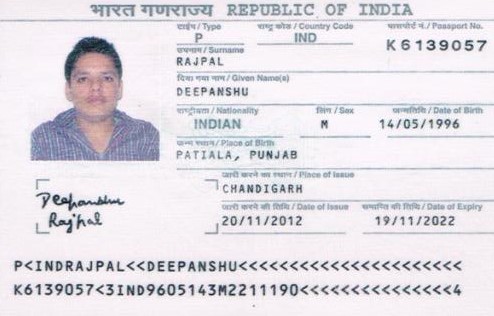 भारत गणराज्य REPUBLIC OF INDIA
टाईप / Type राष्ट्र कोड / Country Code पासपोर्ट नं. / Passport No.
P IND K6139057
उपनाम / Surname
RAJPAL
दिया गया नाम / Given Name(s)
DEEPANSHU
राष्ट्रीयता / Nationality लिंग / Sex जन्मतिथि / Date of Birth
INDIAN M 14/05/1996
जन्म स्थान / Place of Birth
PATIALA, PUNJAB
जारी करने का स्थान / Place of Issue
CHANDIGARH
जारी करने की तिथि / Date of Issue समाप्ति की तिथि / Date of Expiry
20/11/2012 19/11/2022
Deepanshu
Rajpal
P<INDRAJPAL<<DEEPANSHU<<<<<<<<<<<<<<<<<<<<<<
K6139057<3IND9605143M2211190<<<<<<<<<<<<<<<4